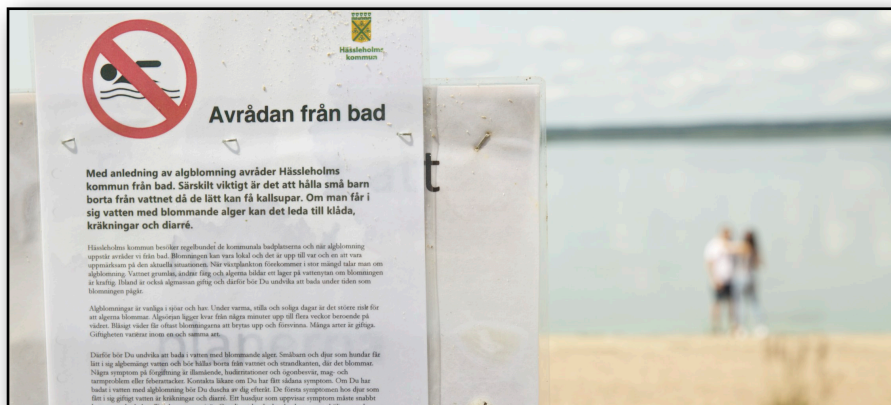 Hässleholms
kommun
Avrådan från bad
t
Med anledning av algblomning avråder Hässleholms
kommun från bad. Särskilt viktigt är det att hålla små barn
borta från vattnet då de lätt kan få kallsupar. Om man får i
sig vatten med blommande alger kan det leda till klåda,
kräkningar och diarré.
Hässleholms kommun besöker regelbundet de kommunala badplatserna och när algblomning
uppstår avråder vi från bad. Blomningen kan vara lokal och det är upp till var och en att vara
uppmärksam på den aktuella situationen. När växtplankton förekommer i stor mängd talar man om
algblomning. Vattnet grumlas, ändrar färg och algerna bildar ett lager på vattenytan om blomningen
är kraftig. Ibland är också algmassan giftig och därför bör Du undvika att bada under tiden som
blomningen pågår.
Algblomningar är vanliga i sjöar och hav. Under varma, stilla och soliga dagar är det större risk för
att algerna blommar. Algsörjan ligger kvar från några minuter upp till flera veckor beroende på
vädret. Blåsigt väder får oftast blomningarna att brytas upp och försvinna. Många arter är giftiga.
Giftigheten varierar inom en och samma art.
Därför bör Du undvika att bada i vatten med blommande alger. Småbarn och djur som hundar får
lätt i sig algbemängt vatten och bör hållas borta från vattnet och strandkanten, där det blommar.
Några symptom på förgiftning är illamående, hudirritationer och ögonbesvär, mag- och
tarmproblem eller feberattacker. Kontakta läkare om Du har fått sådana symptom. Om Du har
badat i vatten med algblomning bör Du duscha av dig efteråt. De första symptomen hos djur som
fått i sig giftigt vatten är kräkningar och diarré. Ett husdjur som uppvisar symptom måste snabbt